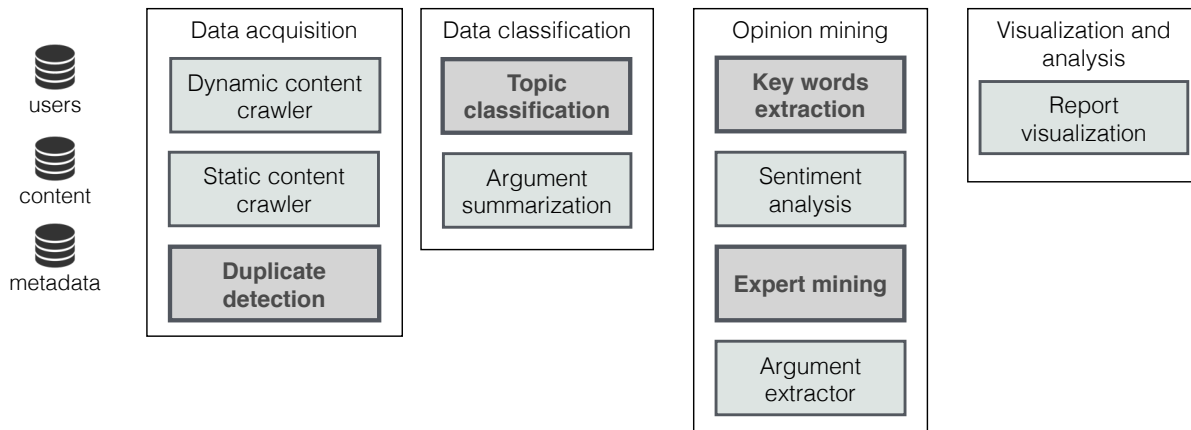 users
content
metadata
Data acquisition
Dynamic content
crawler
Static content
crawler
Duplicate
detection
Data classification
Topic
classification
Argument
summarization
Opinion mining
Key words
extraction
Sentiment
analysis
Expert mining
Argument
extractor
Visualization and
analysis
Report
visualization